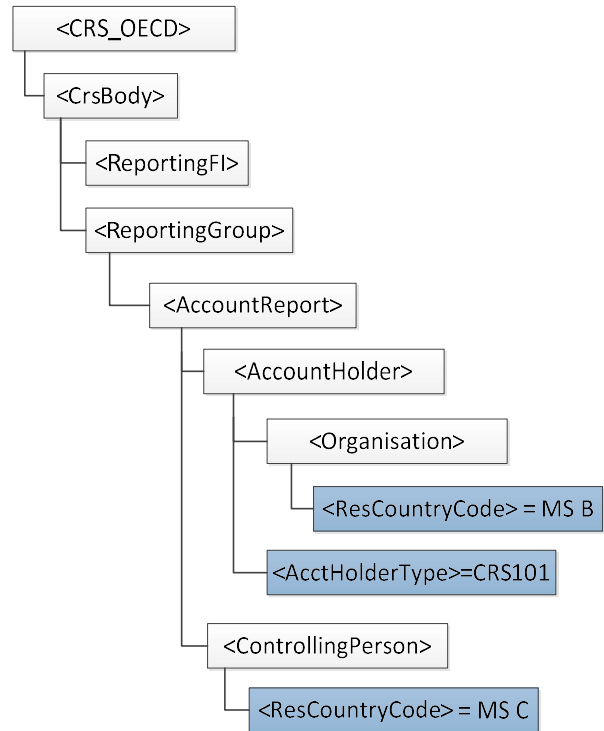 <CRS_OECD>
<CrsBody>
<ReportingFI>
<ReportingGroup>
<AccountReport>
<AccountHolder>
<Organisation>
<ResCountryCode> = MS B
<AcctHolderType>=CRS101
<ControllingPerson>
<ResCountryCode> = MS C